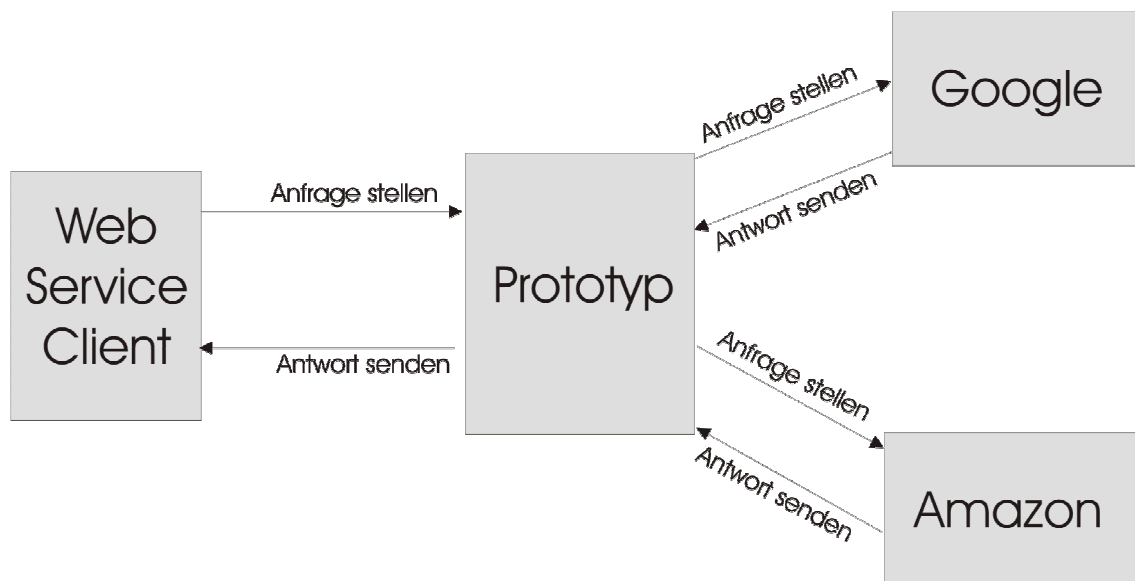 Web
Service
Client
Anfrage stellen
Antwort senden
Prototyp
Anfrage stellen
Antwort senden
Google
Anfrage stellen
Antwort senden
Amazon